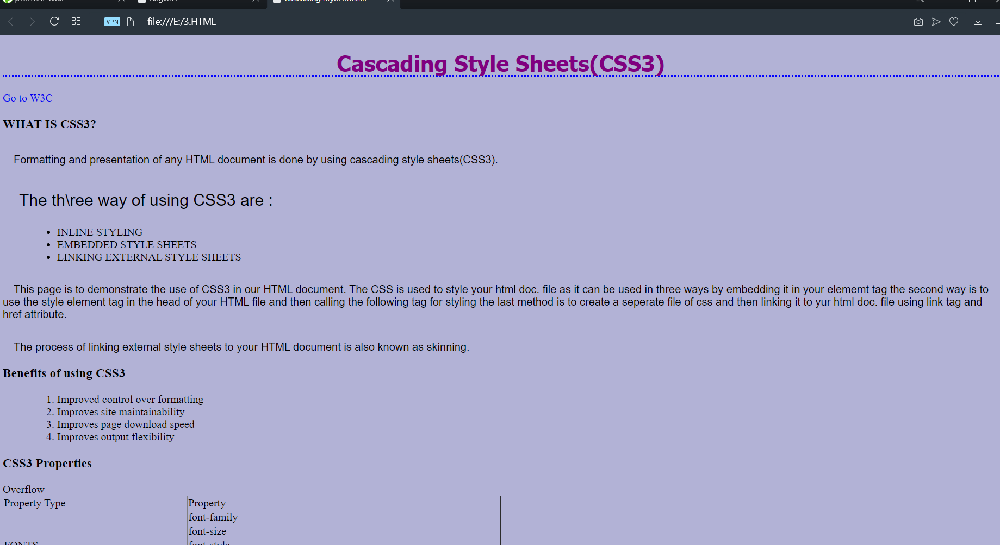 µTorrent Web
Register
Cascading Style Sheets
VPN
file:///E:/3.HTML
Cascading Style Sheets(CSS3)
Go to W3C
WHAT IS CSS3?
Formatting and presentation of any HTML document is done by using cascading style sheets(CSS3).
The th\ree way of using CSS3 are :
• INLINE STYLING
• EMBEDDED STYLE SHEETS
• LINKING EXTERNAL STYLE SHEETS
This page is to demonstrate the use of CSS3 in our HTML document. The CSS is used to style your html doc. file as it can be used in three ways by embedding it in your elememt tag the second way is to
use the style element tag in the head of your HTML file and then calling the following tag for styling the last method is to create a seperate file of css and then linking it to yur html doc. file using link tag and
href attribute.
The process of linking external style sheets to your HTML document is also known as skinning.
Benefits of using CSS3
1. Improved control over formatting
2. Improves site maintainability
3. Improves page download speed
4. Improves output flexibility
CSS3 Properties
Overflow
Property Type Property
font-family
font-size
FONTS font-style